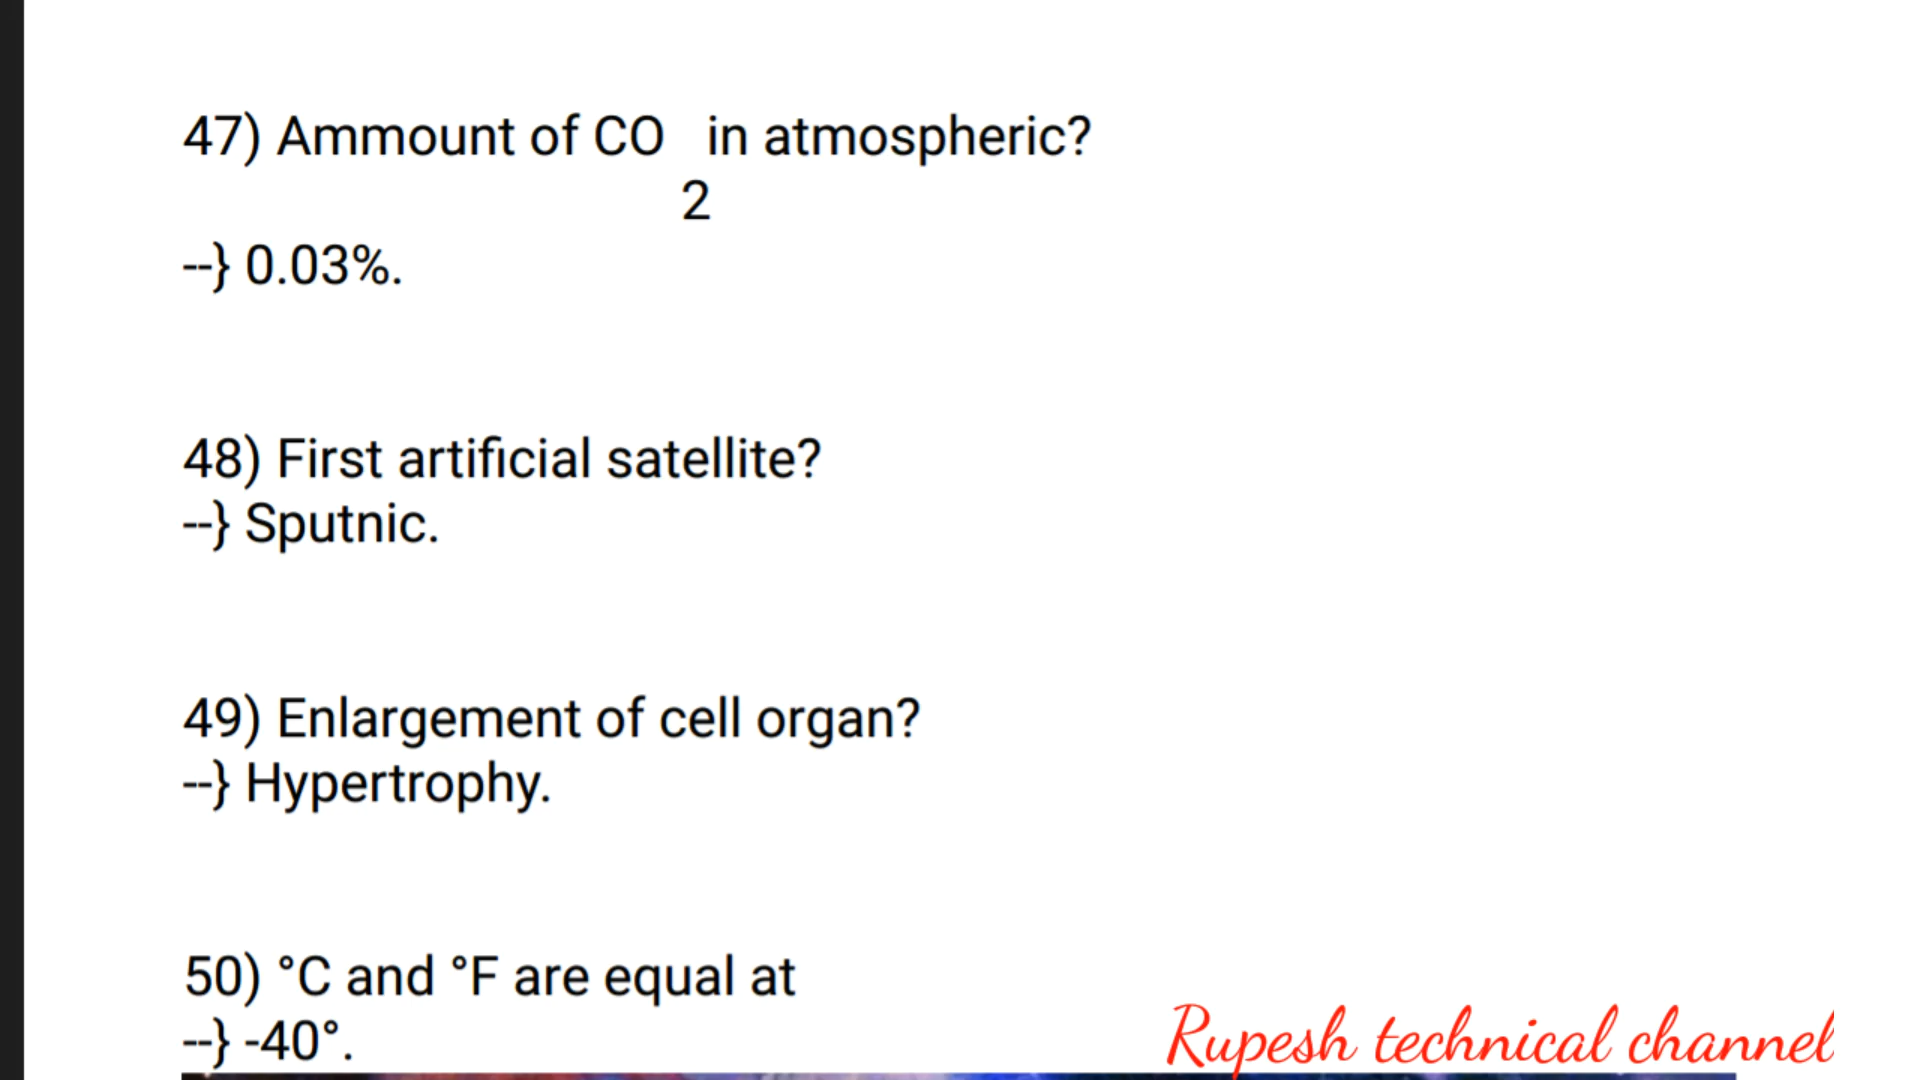 47) Ammount of CO in atmospheric?
2
--} 0.03%.
48) First artificial satellite?
--} Sputnic.
49) Enlargement of cell organ?
--} Hypertrophy.
50) °C and °F are equal at
--} -40°.
Rupesh technical channel